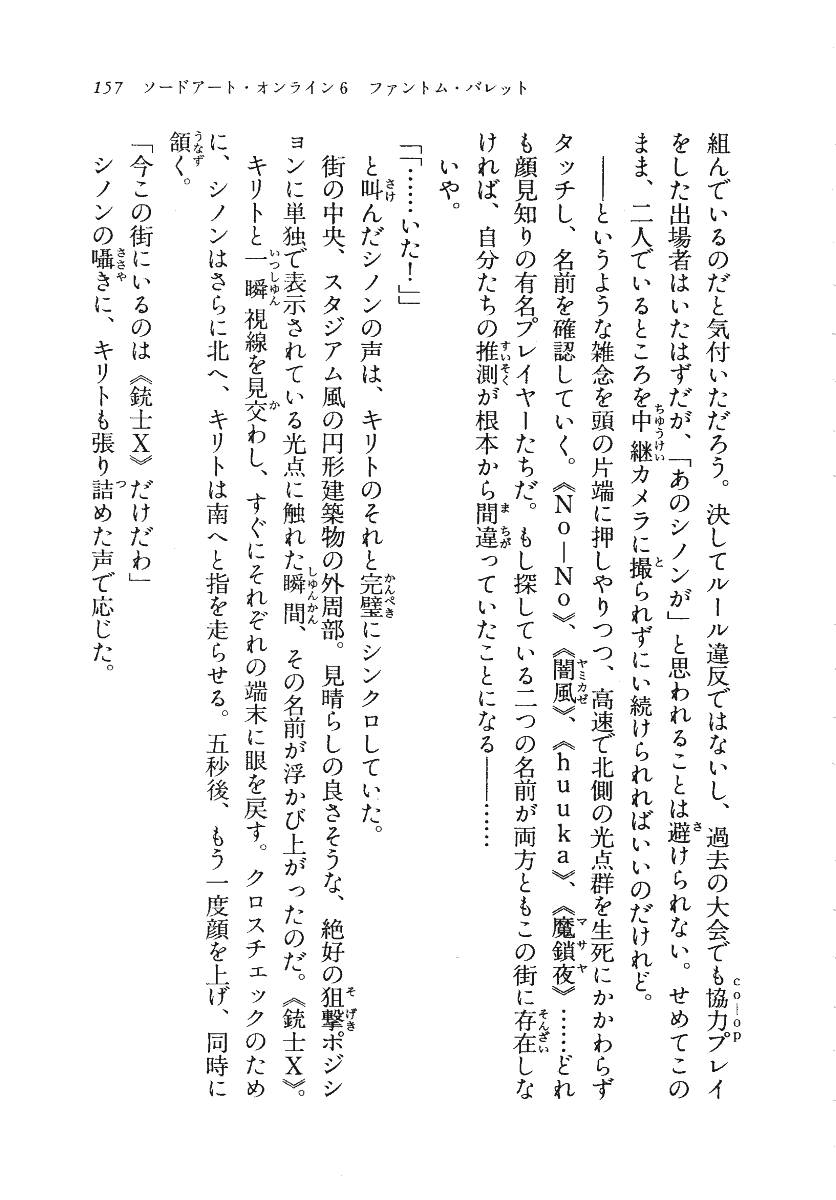 157 ソードアート・オンライン6 ファントム・バレット
組んでいるのだと気付いただろう。決してルール違反ではないし、過去の大会でも協力プレイ
をした出場者はいたはずだが、「あのシノンが」と思われることは避けられない。せめてこの
まま、二人でいるところを中継カメラに撮られずにい続けられればいいのだけれど。
――というような雑念を頭の片端に押しやりつつ、高速で北側の光点群を生死にかかわらず
タッチし、名前を確認していく。《No―No》、《闇風》、《huuka》、《魔鎖夜》……どれ
も顔見知りの有名プレイヤーたちだ。もし探している二つの名前が両方ともこの街に存在しな
ければ、自分たちの推測が根本から間違っていたことになる――……
いや。
「「……いた！」」
と叫んだシノンの声は、キリトのそれと完璧にシンクロしていた。
街の中央、スタジアム風の円形建築物の外周部。見晴らしの良さそうな、絶好の狙撃ポジシ
ョンに単独で表示されている光点に触れた瞬間、その名前が浮かび上がったのだ。《銃士X》。
キリトと一瞬視線を見交わし、すぐにそれぞれの端末に眼を戻す。クロスチェックのため
に、シノンはさらに北へ、キリトは南へと指を走らせる。五秒後、もう一度顔を上げ、同時に
頷く。
「今この街にいるのは《銃士X》だけだわ」
シノンの囁きに、キリトも張り詰めた声で応じた。